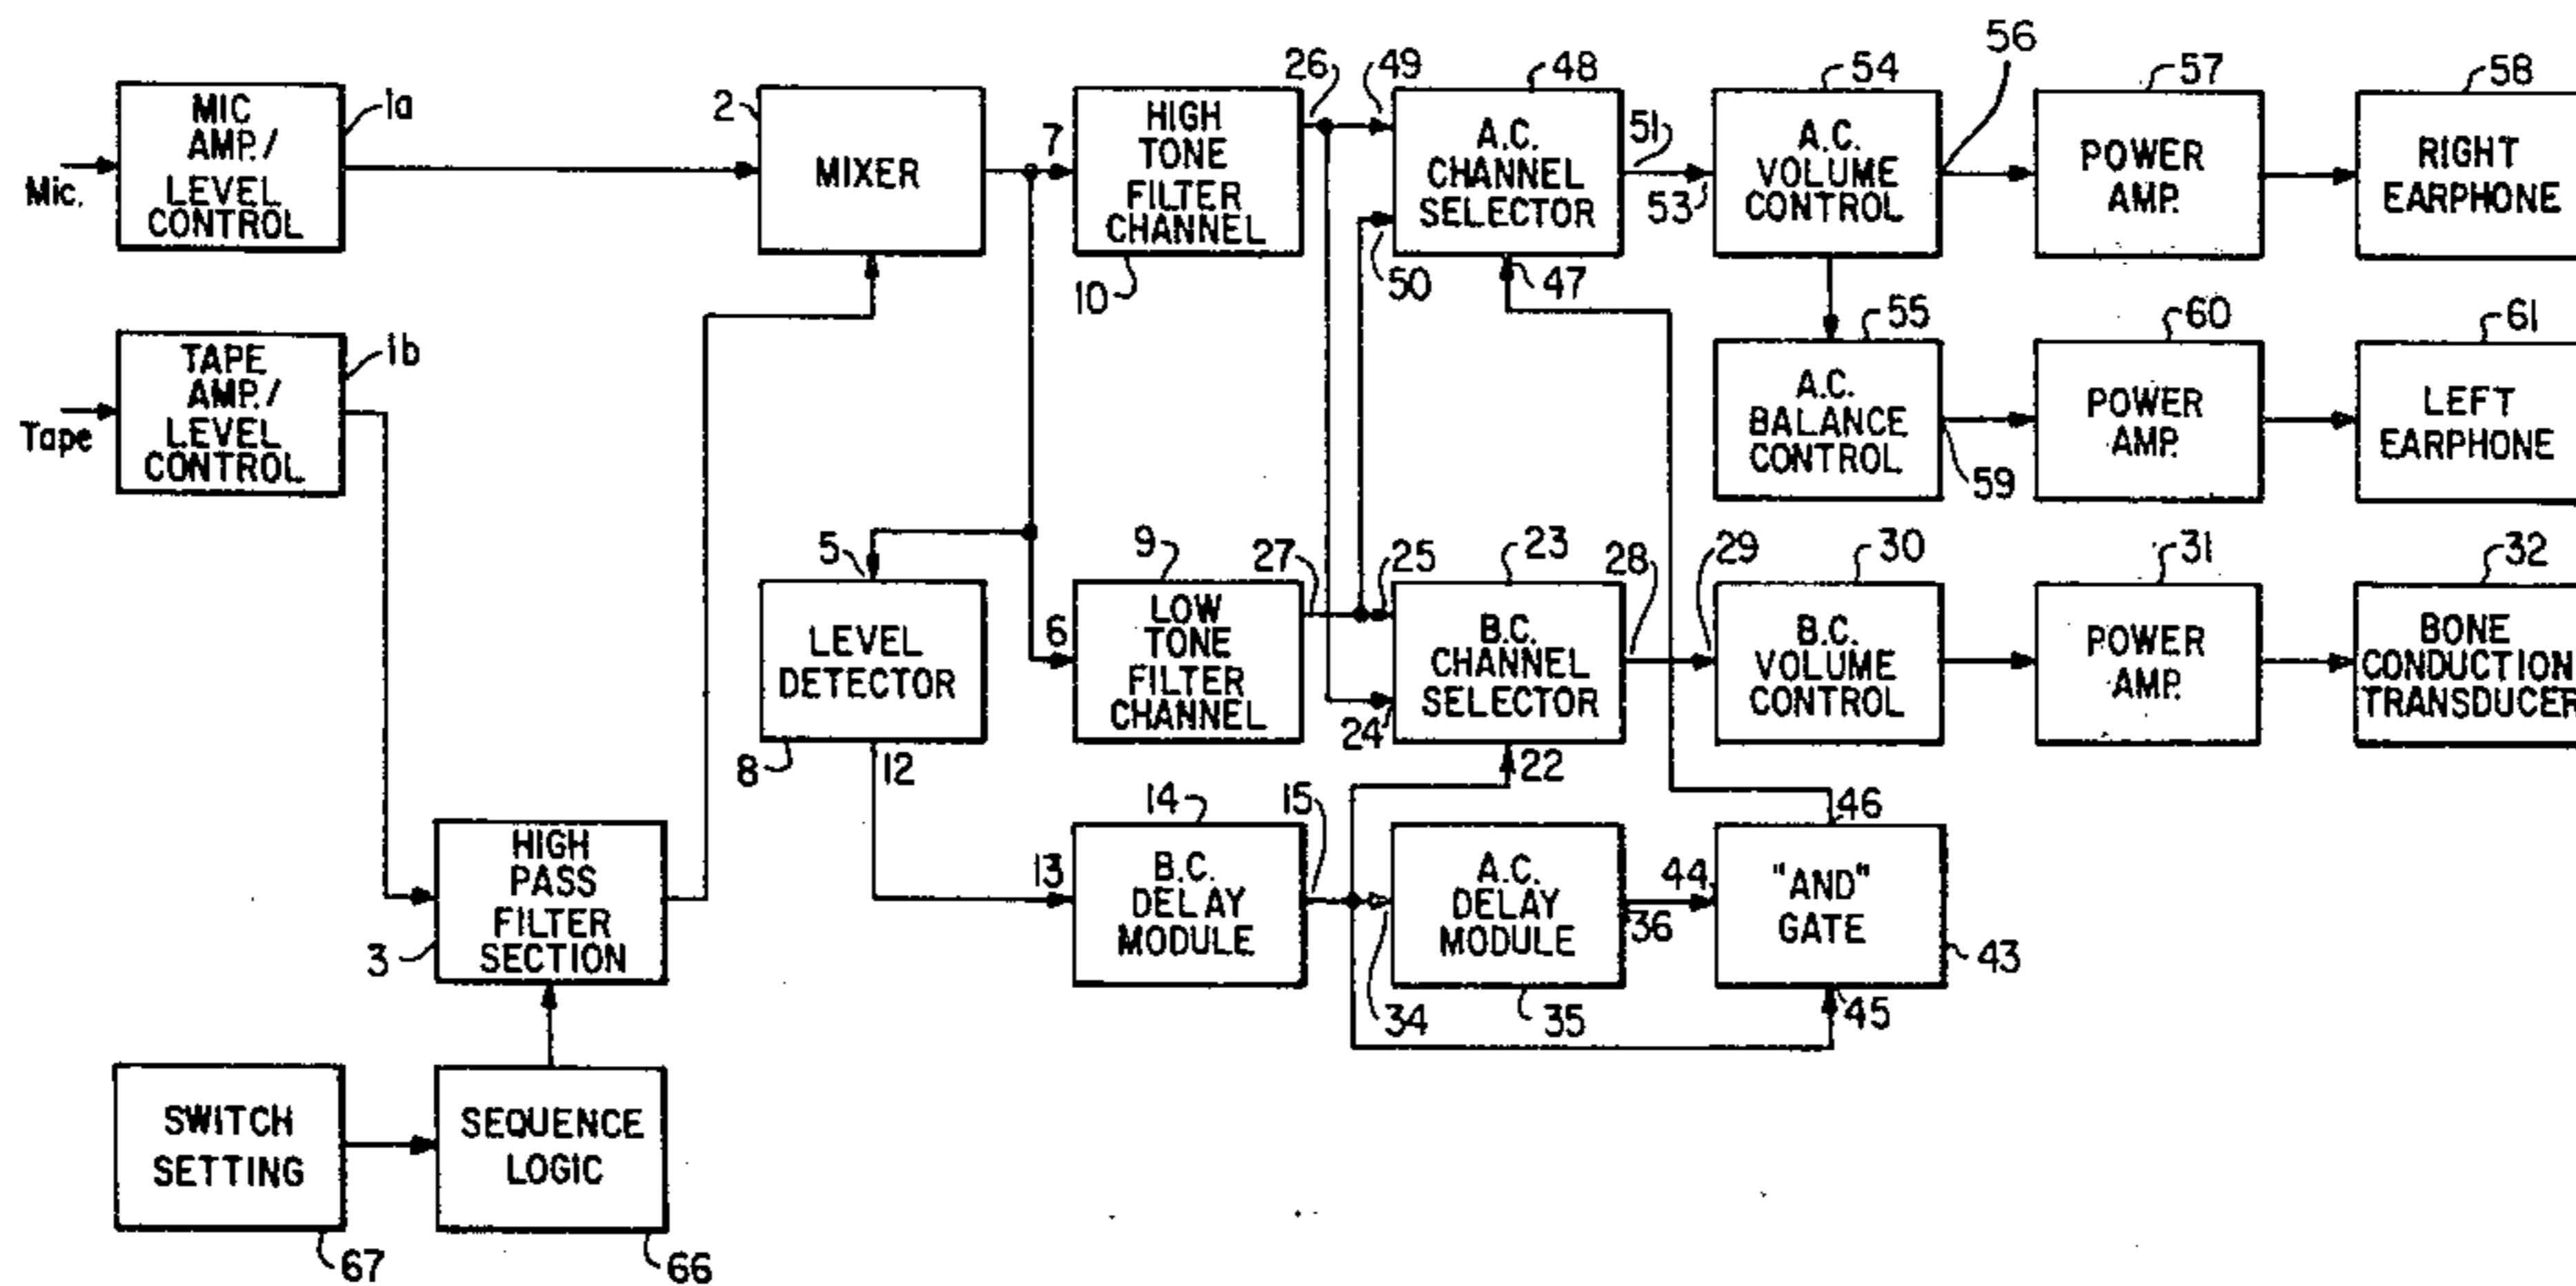 MIC
AMP./
LEVEL
CONTROL
1a
Mic.
TAPE
AMP./
LEVEL
CONTROL
1b
Tape
HIGH
PASS
FILTER
SECTION
3
SWITCH
SETTING
67
SEQUENCE
LOGIC
66
2
MIXER
7
HIGH
TONE
FILTER
CHANNEL
10
26
49
50
48
A.C.
CHANNEL
SELECTOR
47
51
53
54
A.C.
VOLUME
CONTROL
56
57
POWER
AMP.
58
RIGHT
EARPHONE
55
A.C.
BALANCE
CONTROL
59
60
POWER
AMP.
61
LEFT
EARPHONE
5
LEVEL
DETECTOR
8
12
6
9
LOW
TONE
FILTER
CHANNEL
27
25
24
23
B.C.
CHANNEL
SELECTOR
22
28
29
30
B.C.
VOLUME
CONTROL
31
POWER
AMP.
32
BONE
CONDUCTION
TRANSDUCER
13
14
B.C.
DELAY
MODULE
15
34
A.C.
DELAY
MODULE
35
36
44
"AND"
GATE
46
43
45